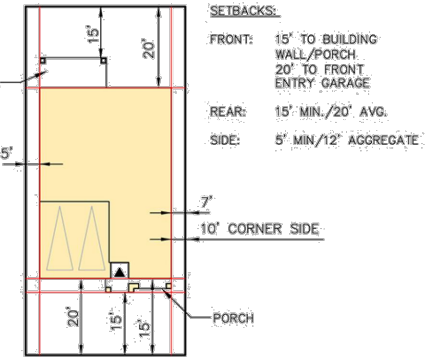 SETBACKS:
FRONT: 15' TO BUILDING
WALL/PORCH
20' TO FRONT
ENTRY GARAGE
REAR: 15' MIN./20' AVG.
SIDE: 5' MIN/12' AGGREGATE
15'
20'
5'
7'
10' CORNER SIDE
20'
15'
15'
PORCH